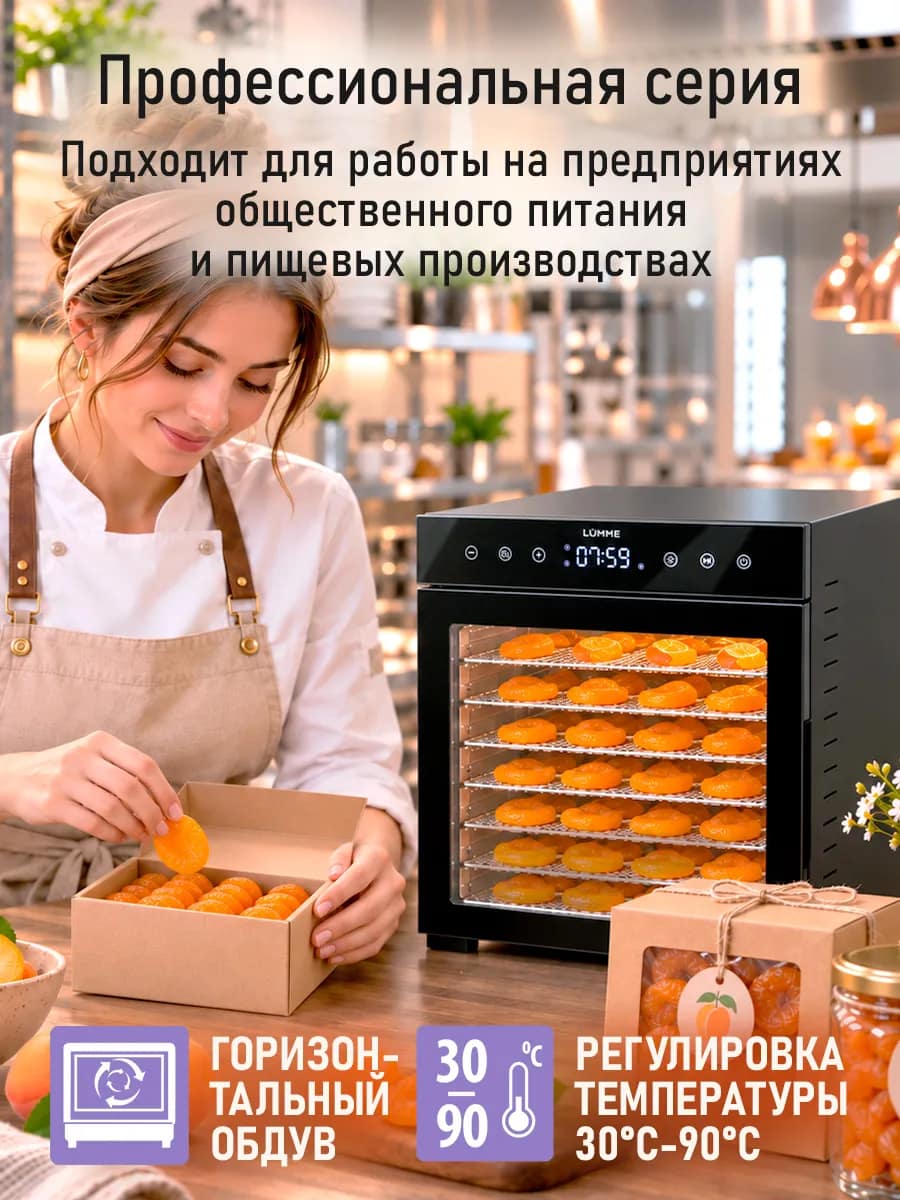 Профессиональная серия
Подходит для работы на предприятиях
общественного питания
и пищевых производствах
LÜMME
07:59
ГОРИЗОН-
ТАЛЬНЫЙ
ОБДУВ
30
90
°C
РЕГУЛИРОВКА
ТЕМПЕРАТУРЫ
30°C-90°C